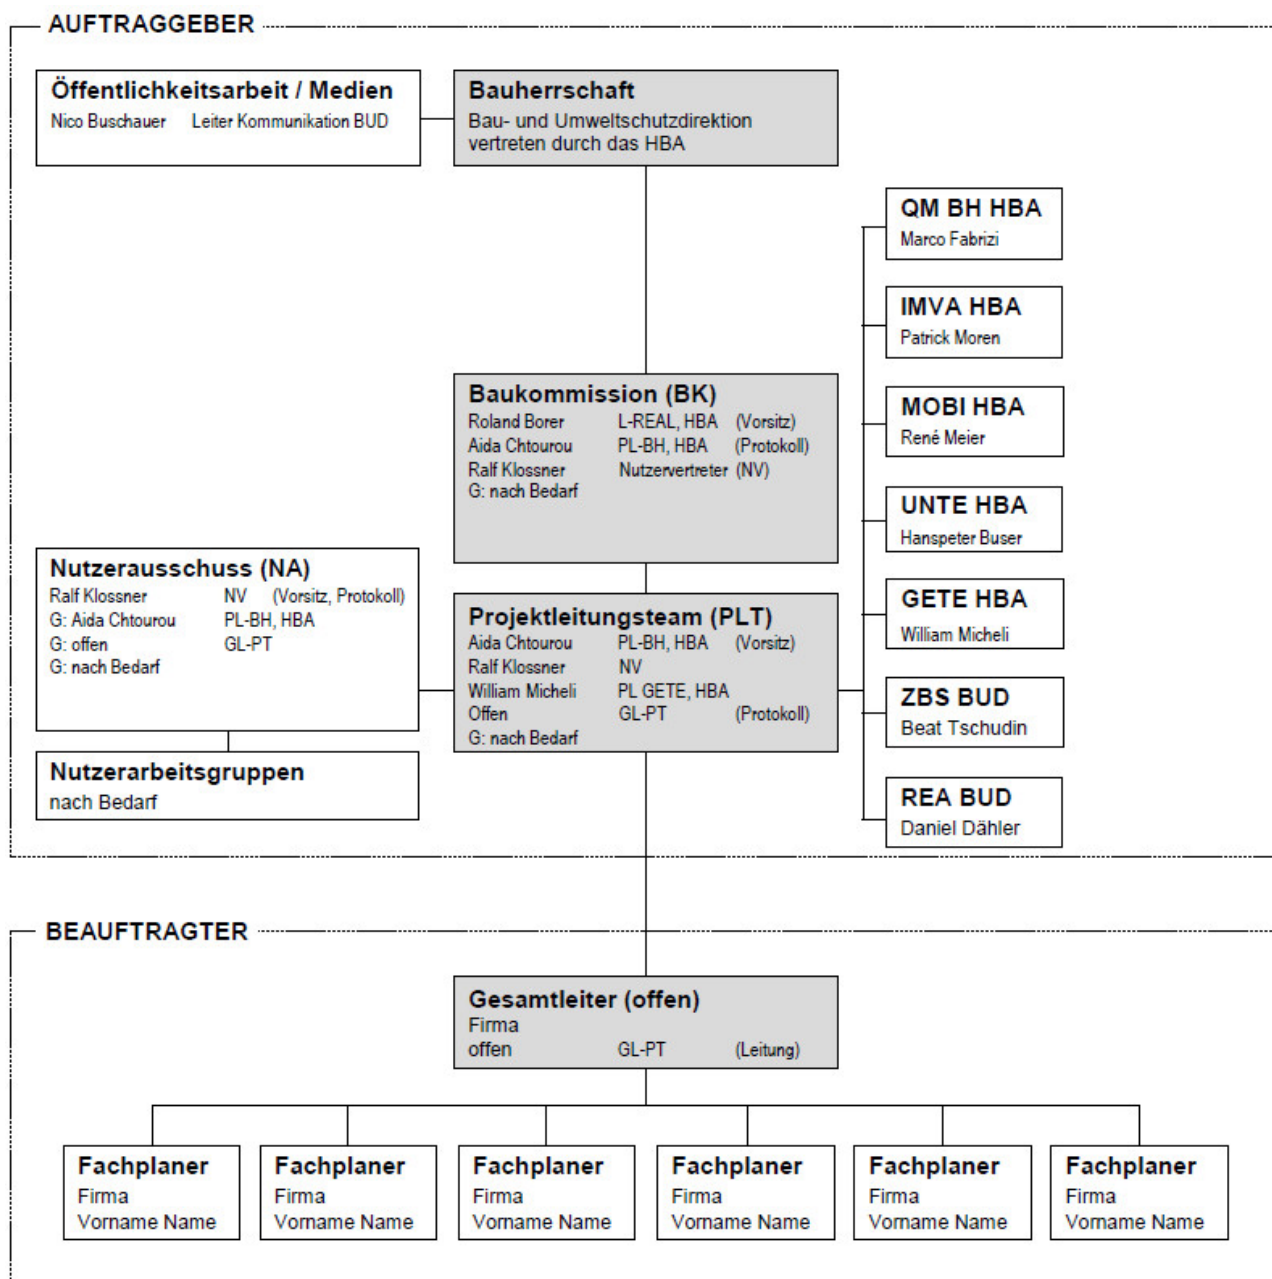 AUFTRAGGEBER
Öffentlichkeitsarbeit / Medien
Nico Buschauer Leiter Kommunikation BUD
Bauherrschaft
Bau- und Umweltschutzdirektion
vertreten durch das HBA
QM BH HBA
Marco Fabrizi
IMVA HBA
Patrick Moren
MOBI HBA
René Meier
UNTE HBA
Hanspeter Buser
GETE HBA
William Micheli
ZBS BUD
Beat Tschudin
REA BUD
Daniel Dähler
Baukommission (BK)
Roland Borer L-REAL, HBA (Vorsitz)
Aida Chtourou PL-BH, HBA (Protokoll)
Ralf Klossner Nutzervertreter (NV)
G: nach Bedarf
Nutzerausschuss (NA)
Ralf Klossner NV (Vorsitz, Protokoll)
G: Aida Chtourou PL-BH, HBA
G: offen GL-PT
G: nach Bedarf
Projektleitungsteam (PLT)
Aida Chtourou PL-BH, HBA (Vorsitz)
Ralf Klossner NV
William Micheli PL GETE, HBA
Offen GL-PT (Protokoll)
G: nach Bedarf
Nutzerarbeitsgruppen
nach Bedarf
BEAUFTRAGTER
Gesamtleiter (offen)
Firma
offen GL-PT (Leitung)
Fachplaner
Firma
Vorname Name
Fachplaner
Firma
Vorname Name
Fachplaner
Firma
Vorname Name
Fachplaner
Firma
Vorname Name
Fachplaner
Firma
Vorname Name
Fachplaner
Firma
Vorname Name